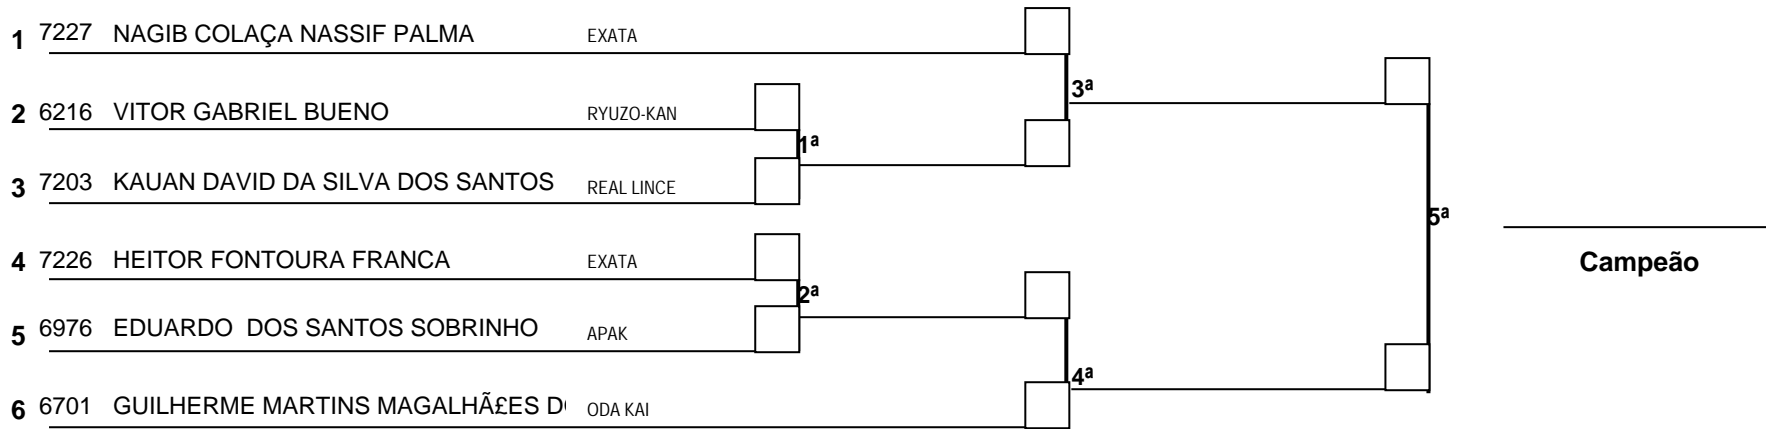 1 7227 NAGIB COLAÇA NASSIF PALMA EXATA
3ª
2 6216 VITOR GABRIEL BUENO RYUZO-KAN
1ª
3 7203 KAUAN DAVID DA SILVA DOS SANTOS REAL LINCE
5ª
4 7226 HEITOR FONTOURA FRANCA EXATA
Campeão
2ª
5 6976 EDUARDO DOS SANTOS SOBRINHO APAK
4ª
6 6701 GUILHERME MARTINS MAGALHÃ£ES D ODA KAI